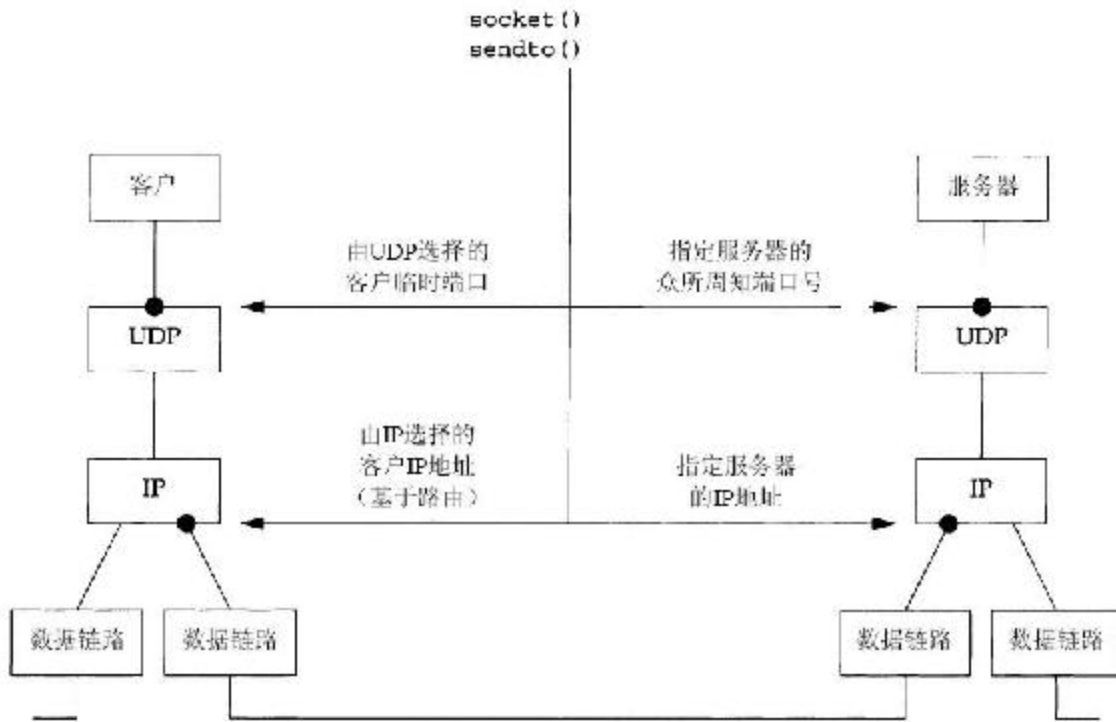 socket()
sendto()
客户
服务器
由UDP选择的
客户临时端口
指定服务器的
众所周知端口号
UDP
UDP
由IP选择的
客户IP地址
（基于路由）
指定服务器
的IP地址
IP
IP
数据链路
数据链路
数据链路
数据链路